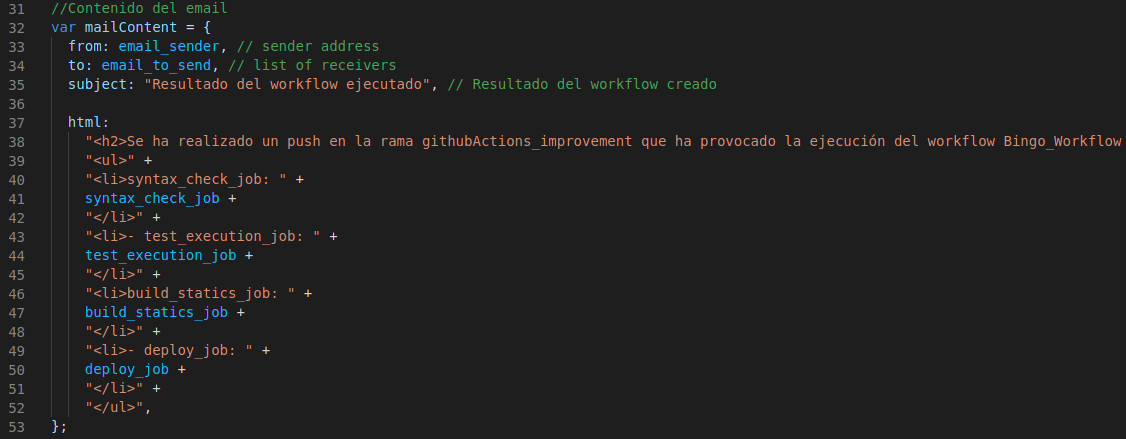 31 //Contenido del email
32 var mailContent = {
33 from: email_sender, // sender address
34 to: email_to_send, // list of receivers
35 subject: "Resultado del workflow ejecutado", // Resultado del workflow creado
36
37 html:
38 "<h2>Se ha realizado un push en la rama githubActions_improvement que ha provocado la ejecución del workflow Bingo_Workflow
39 "<ul>" +
40 "<li>syntax_check_job: " +
41 syntax_check_job +
42 "</li>" +
43 "<li>- test_execution_job: " +
44 test_execution_job +
45 "</li>" +
46 "<li>build_statics_job: " +
47 build_statics_job +
48 "</li>" +
49 "<li>- deploy_job: " +
50 deploy_job +
51 "</li>" +
52 "</ul>",
53 };